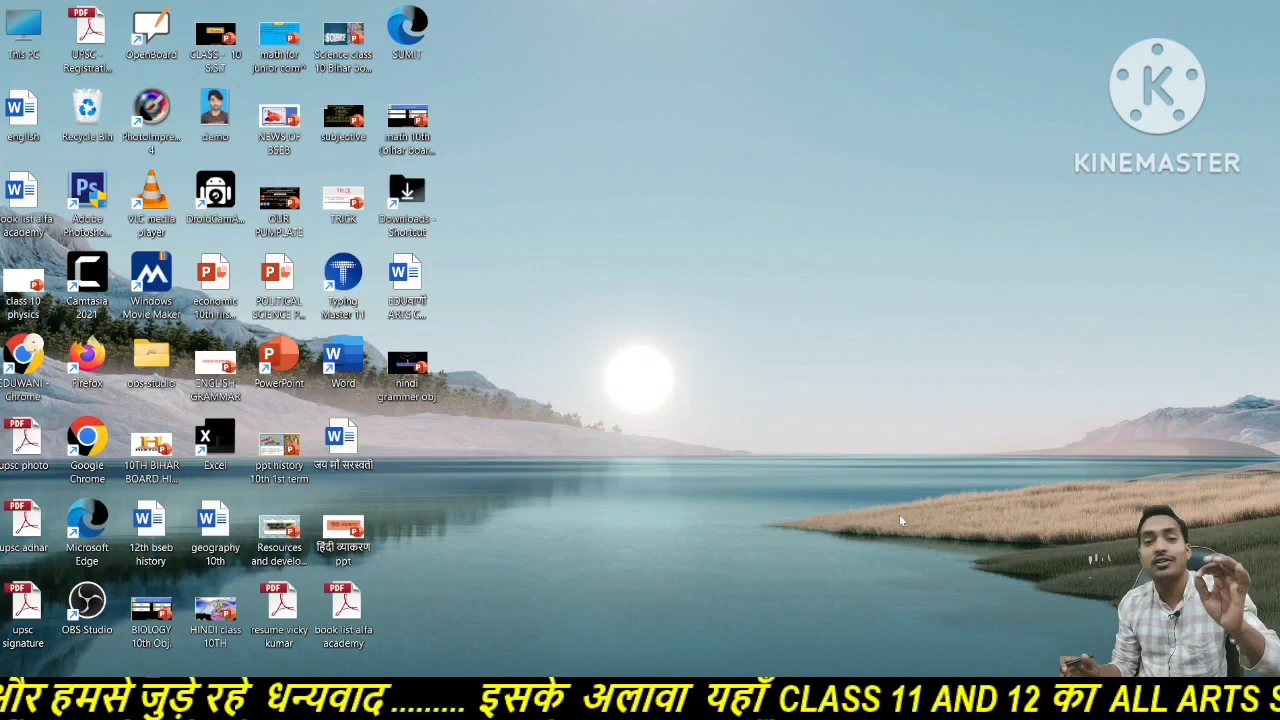 This PC
UPSC -
Registrati...
OpenBoard
CLASS - 10
S.S.T
math for
junior com^
Science class
10 Bihar bo...
SUMIT
KINEMASTER
english
Recycle Bin
PhotoImpre...
4
demo
NEWS OF
BSEB
subjective
math 10th
(bihar boar...
book list alfa
academy
Adobe
Photosho...
VLC media
player
DroidCamA...
OUR
PUMPLATE
TRICK
Downloads -
Shortcut
class 10
physics
Camtasia
2021
Windows
Movie Maker
economic
10th firs...
POLITICAL
SCIENCE P...
Typing
Master 11
EDUवाणी
ARTS C...
EDUWANI -
Chrome
Firefox
obs-studio
ENGLISH
GRAMMAR
PowerPoint
Word
hindi
grammer obj
upsc photo
Google
Chrome
10TH BIHAR
BOARD HI...
Excel
ppt history
10th 1st term
जय माँ सरस्वती
upsc adhar
Microsoft
Edge
12th bseb
history
geography
10th
Resources
and develo...
हिंदी व्याकरण
ppt
upsc
signature
OBS Studio
BIOLOGY
10th Obj.
HINDI class
10TH
resume vicky
kumar
book list alfa
academy
और हमसे जुड़े रहे धन्यवाद ......... इसके अलावा यहाँ CLASS 11 AND 12 का ALL ARTS S